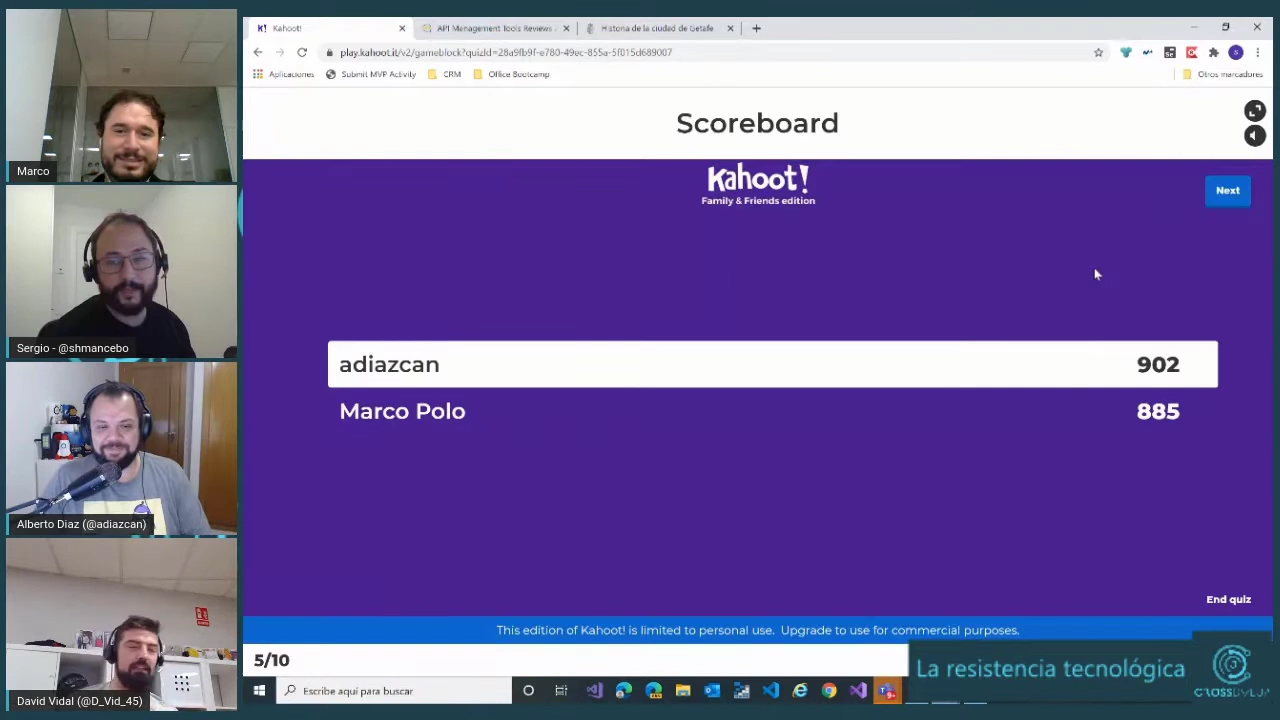 Marco
Sergio - @shmancebo
Alberto Diaz (@adiazcan)
David Vidal (@D_Vid_45)
Kahoot!
API Management Tools Reviews
Historia de la ciudad de Getafe
play.kahoot.it/v2/gameblock?quizId=28a9fb9f-e780-49ec-855a-5f015d689007
Aplicaciones
Submit MVP Activity
CRM
Office Bootcamp
Otros marcadores
Scoreboard
Kahoot!
Family & Friends edition
Next
adiazcan 902
Marco Polo 885
End quiz
This edition of Kahoot! is limited to personal use. Upgrade to use for commercial purposes.
5/10
La resistencia tecnológica
Escribe aquí para buscar